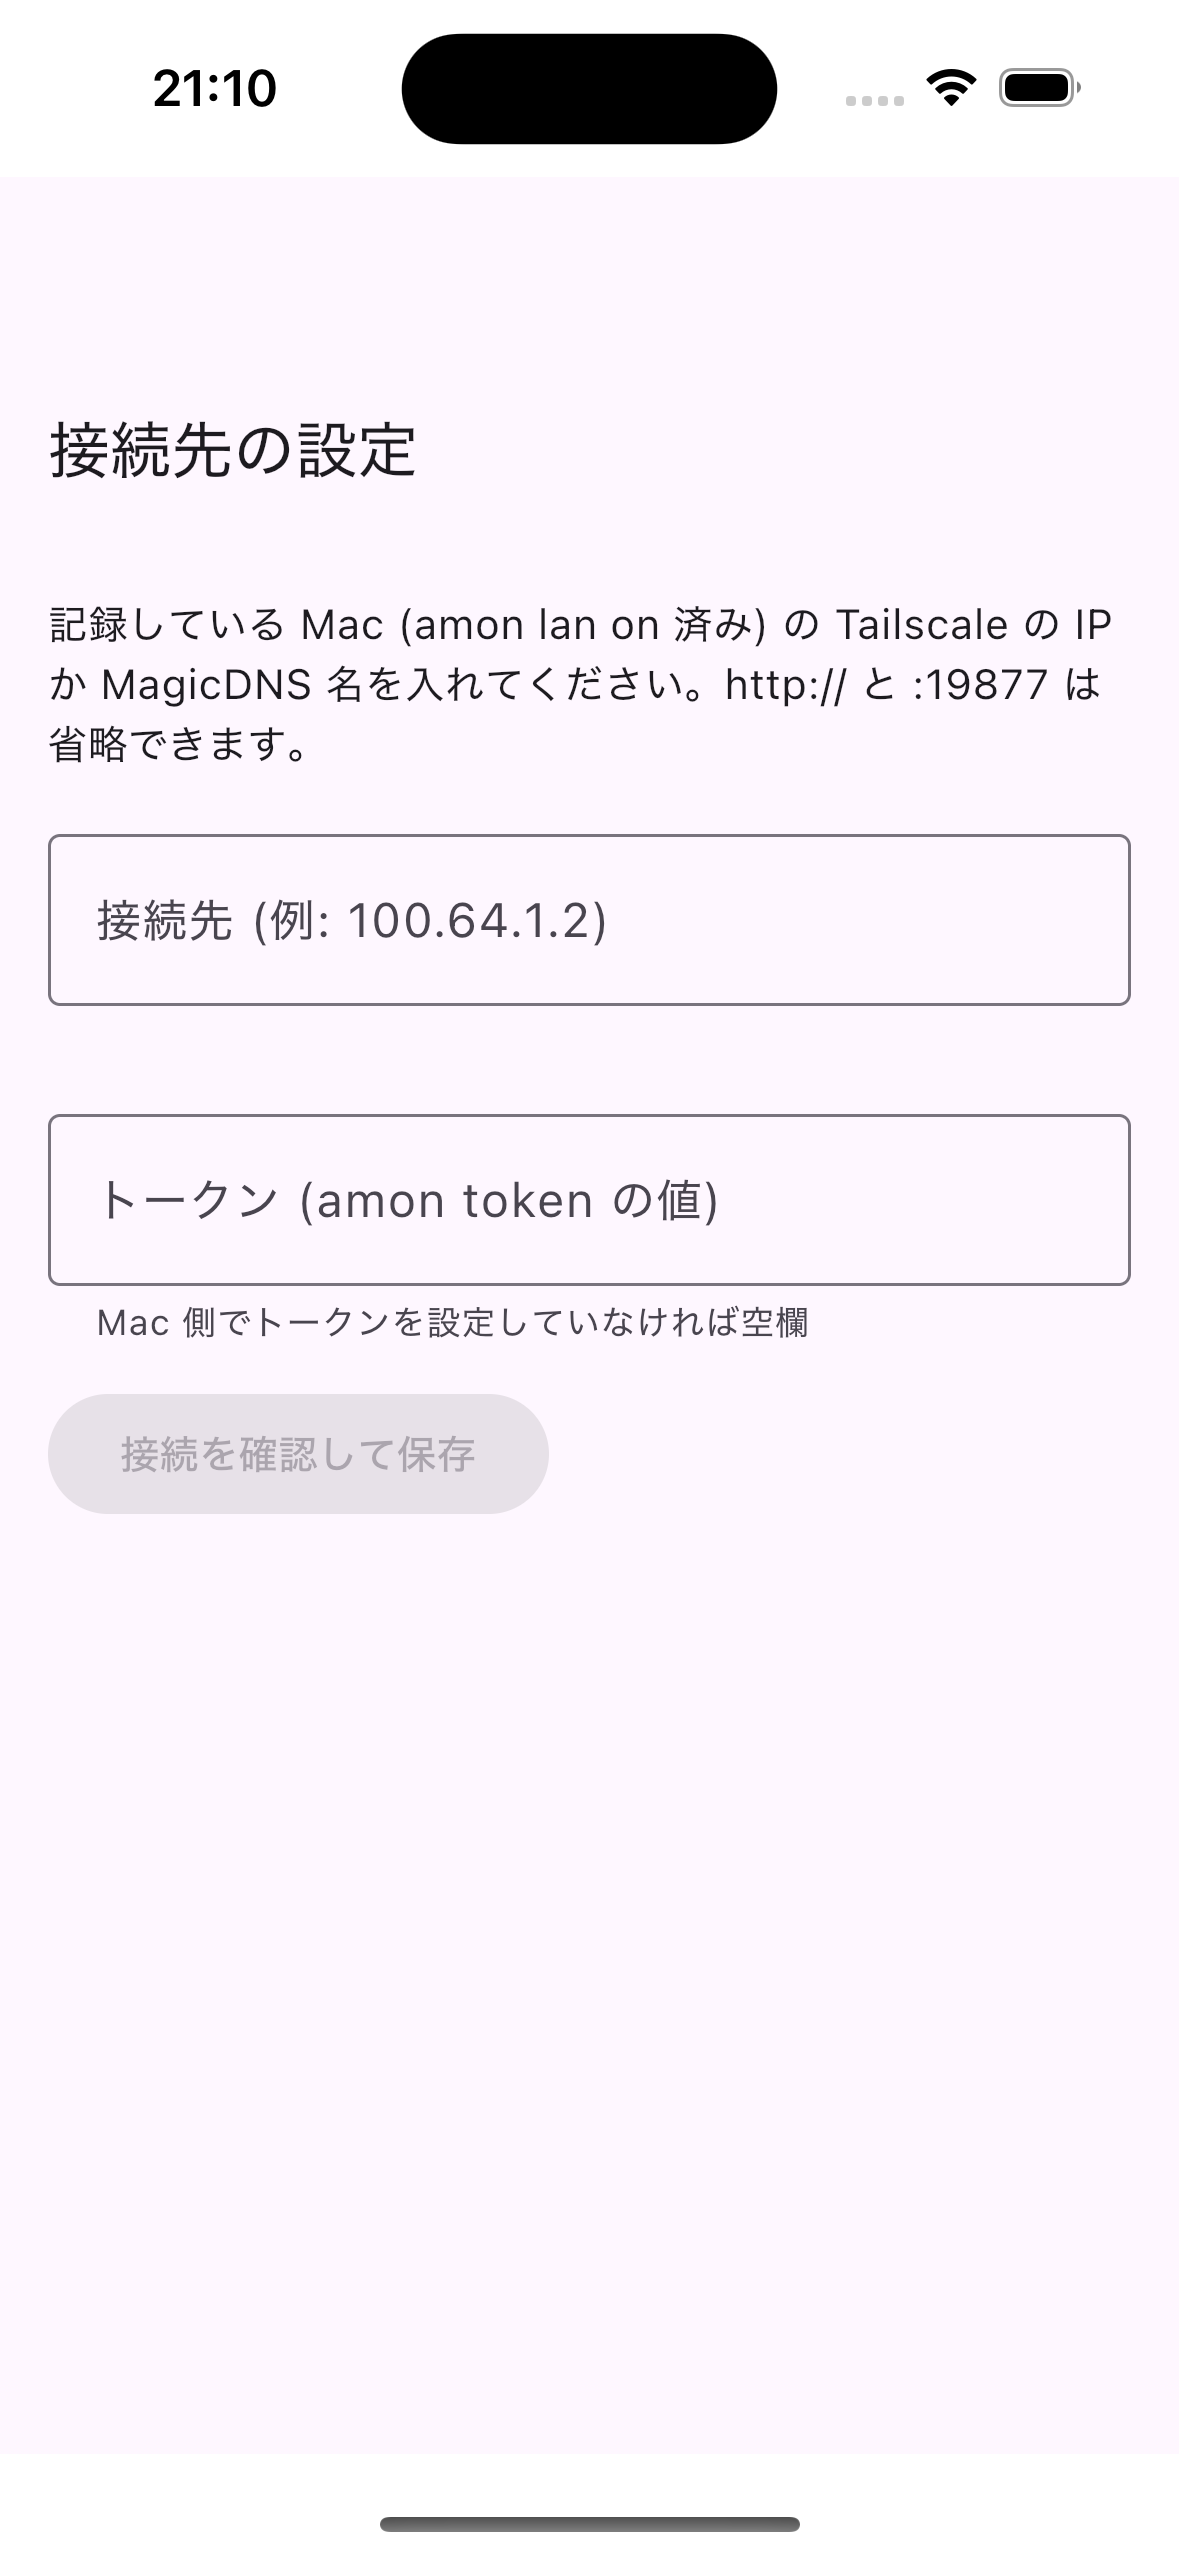 21:10
接続先の設定
記録している Mac (amon lan on 済み) の Tailscale の IP
か MagicDNS 名を入れてください。http:// と :19877 は
省略できます。
接続先 (例: 100.64.1.2)
トークン (amon token の値)
Mac 側でトークンを設定していなければ空欄
接続を確認して保存